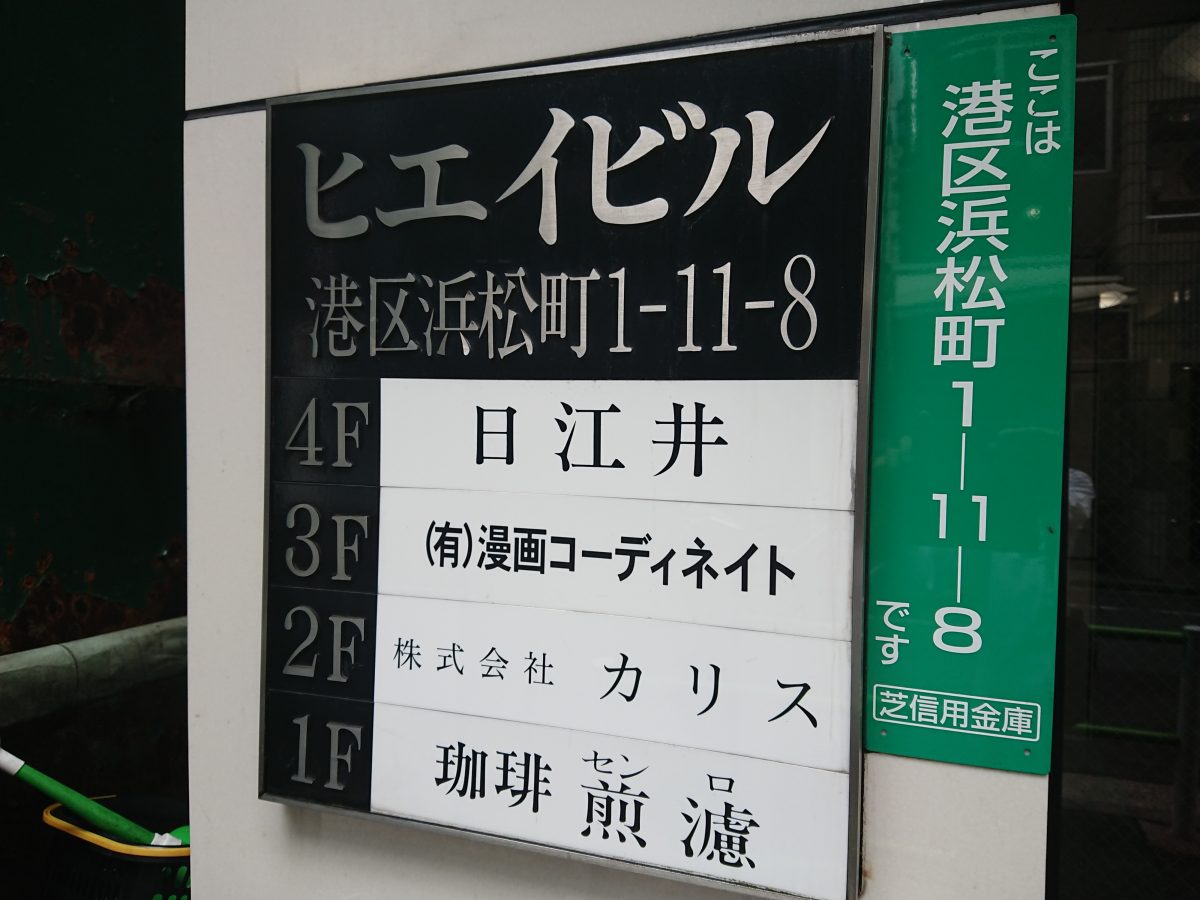 ヒエイビル
港区浜松町1-11-8
4F 日江井
3F (有)漫画コーディネイト
2F 株式会社 カリス
1F 珈琲 煎濾
セン ロ
ここは
港区浜松町1-11-8
です
芝信用金庫